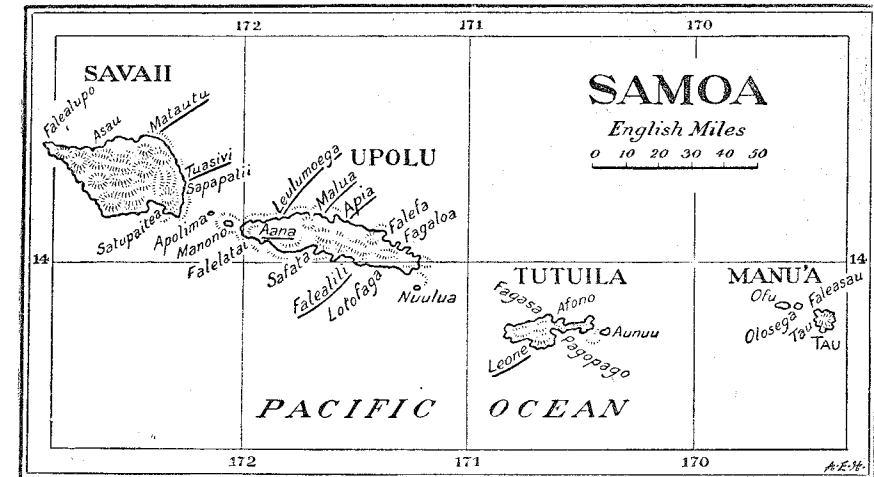 172 171 170
SAVAII
SAMOA
English Miles
0 10 20 30 40 50
Falealupo
Asau
Matautu
Tuasivi
Sapapalii
Satupaitea
Apolima
Manono
UPOLU
Leulumoega
Malua
Apia
Falefa
Fagaloa
Aana
Falelatai
Safata
Falealili
Lotofaga
Nuulua
14 14
TUTUILA
Fagasa
Afono
Aunuu
Leone
Pagopago
MANU'A
Ofu
Olosega
Faleasau
Tau
TAU
PACIFIC OCEAN
172 171 170
A.E.H.